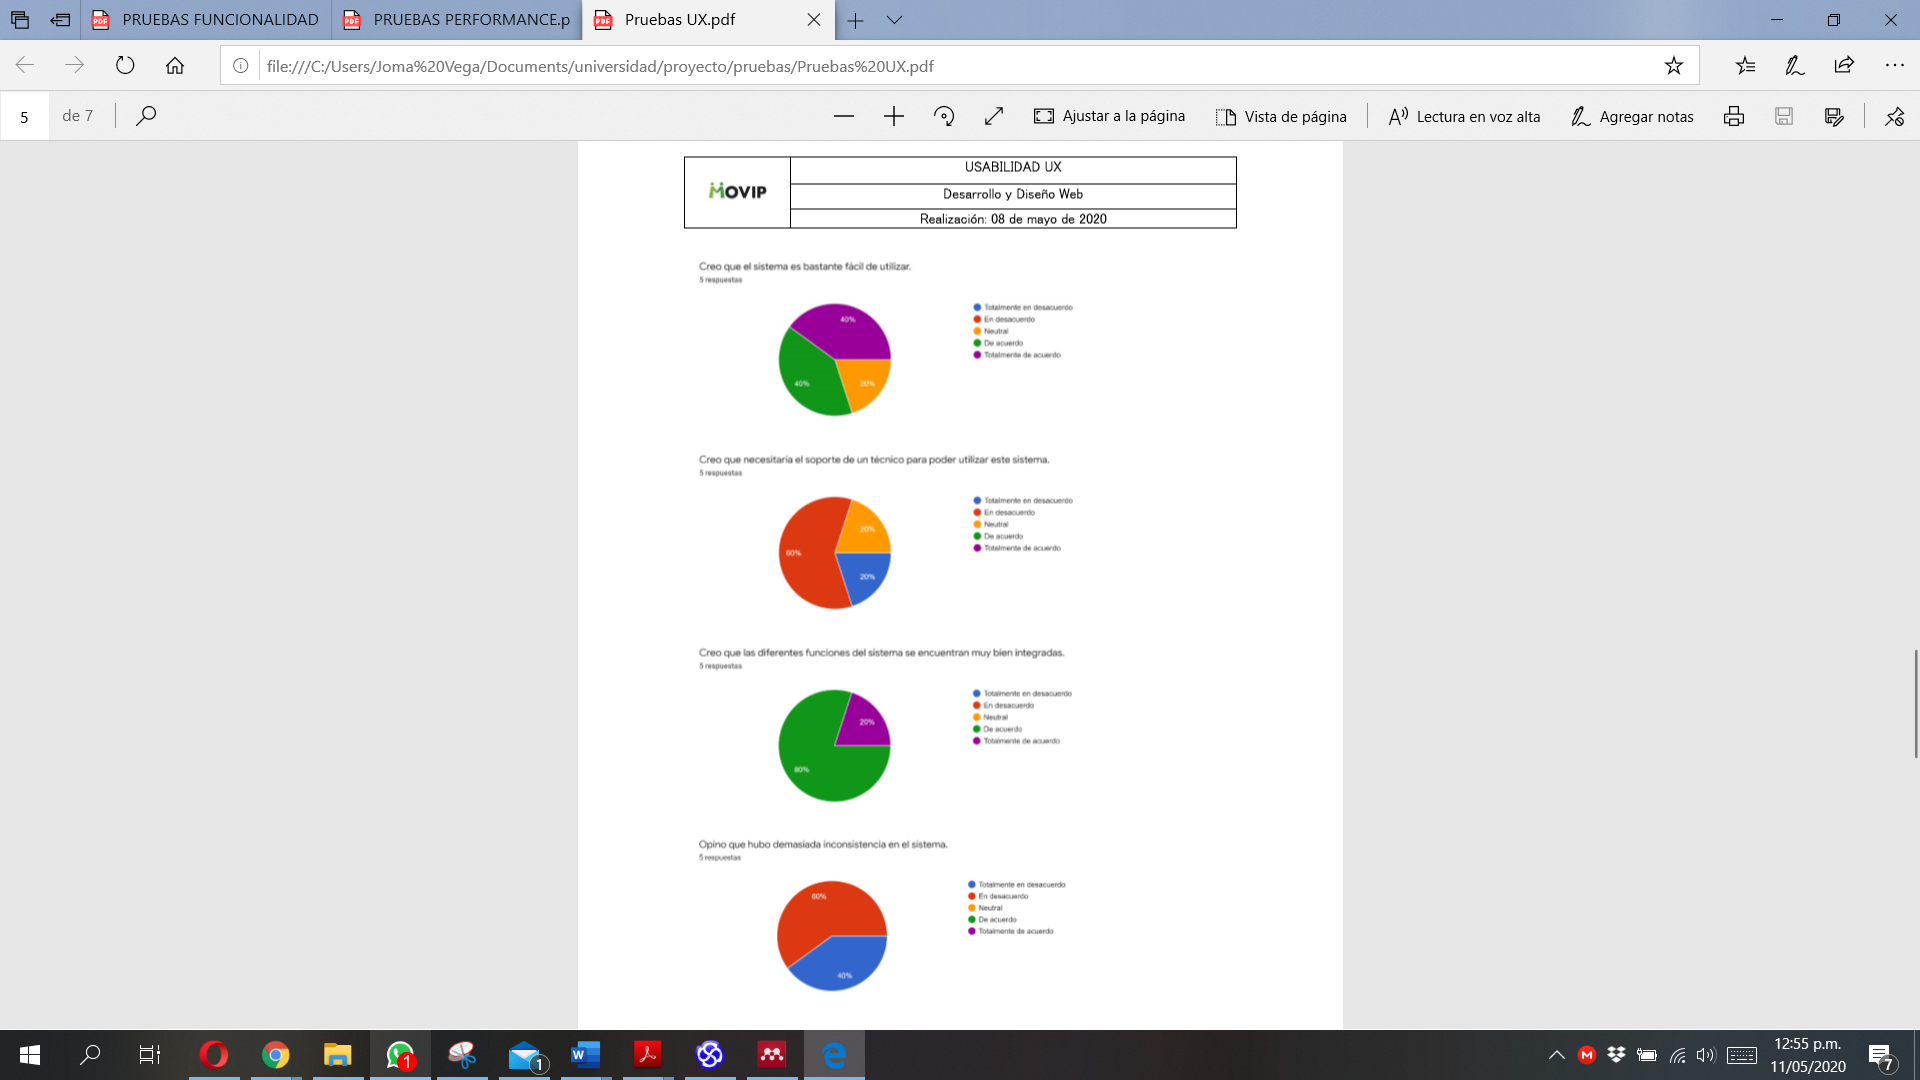 PRUEBAS FUNCIONALIDAD
PRUEBAS PERFORMANCE.p
Pruebas UX.pdf
file:///C:/Users/Joma%20Vega/Documents/universidad/proyecto/pruebas/Pruebas%20UX.pdf
5 de 7
Ajustar a la página
Vista de página
Lectura en voz alta
Agregar notas
MOVIP
USABILIDAD UX
Desarrollo y Diseño Web
Realización: 08 de mayo de 2020
Creo que el sistema es bastante fácil de utilizar.
5 respuestas
40%
40%
20%
Totalmente en desacuerdo
En desacuerdo
Neutral
De acuerdo
Totalmente de acuerdo
Creo que necesitaría el soporte de un técnico para poder utilizar este sistema.
5 respuestas
20%
60%
20%
Totalmente en desacuerdo
En desacuerdo
Neutral
De acuerdo
Totalmente de acuerdo
Creo que las diferentes funciones del sistema se encuentran muy bien integradas.
5 respuestas
20%
80%
Totalmente en desacuerdo
En desacuerdo
Neutral
De acuerdo
Totalmente de acuerdo
Opino que hubo demasiada inconsistencia en el sistema.
5 respuestas
60%
40%
Totalmente en desacuerdo
En desacuerdo
Neutral
De acuerdo
Totalmente de acuerdo
1
1
12:55 p.m.
11/05/2020
7